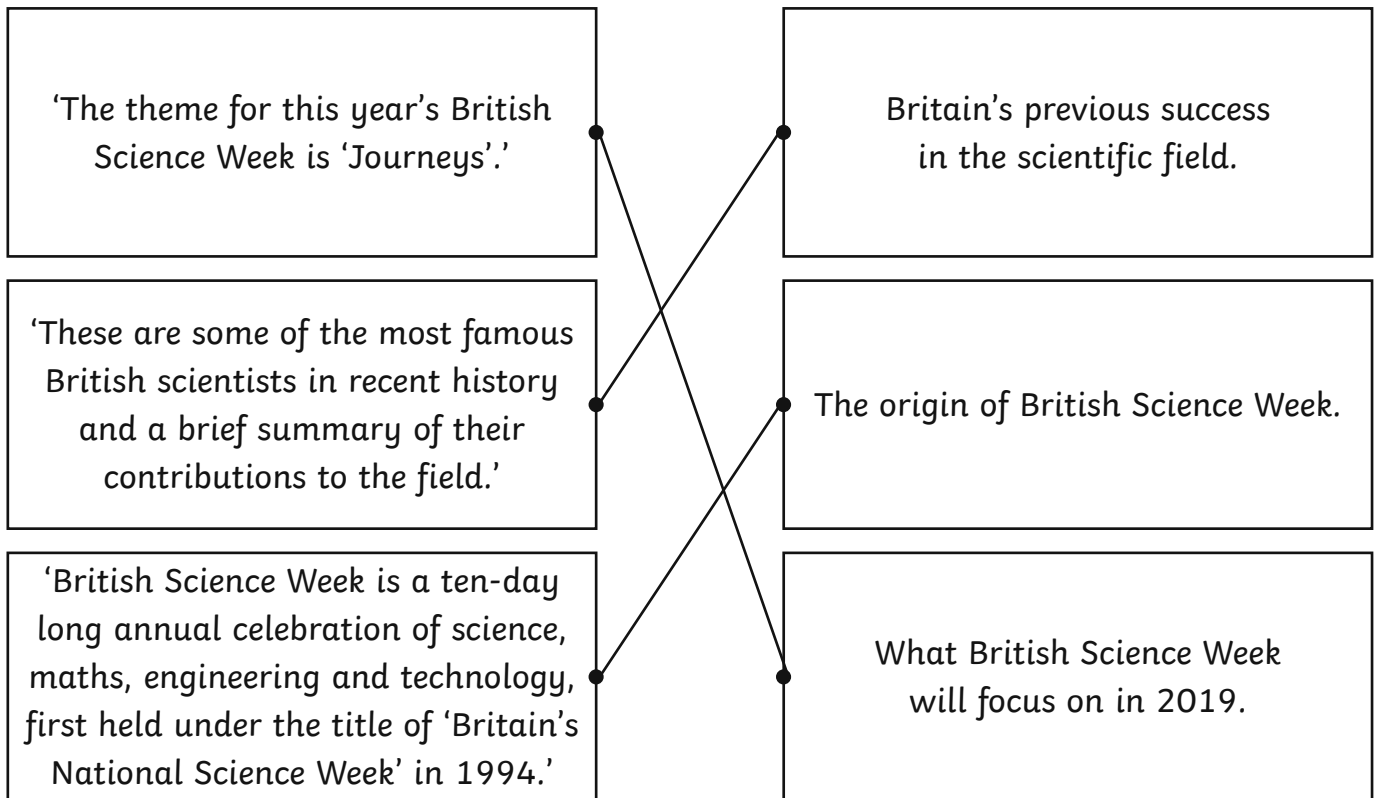 ‘The theme for this year’s British
Science Week is ‘Journeys’.’
Britain’s previous success
in the scientific field.
‘These are some of the most famous
British scientists in recent history
and a brief summary of their
contributions to the field.’
The origin of British Science Week.
‘British Science Week is a ten-day
long annual celebration of science,
maths, engineering and technology,
first held under the title of ‘Britain’s
National Science Week’ in 1994.’
What British Science Week
will focus on in 2019.